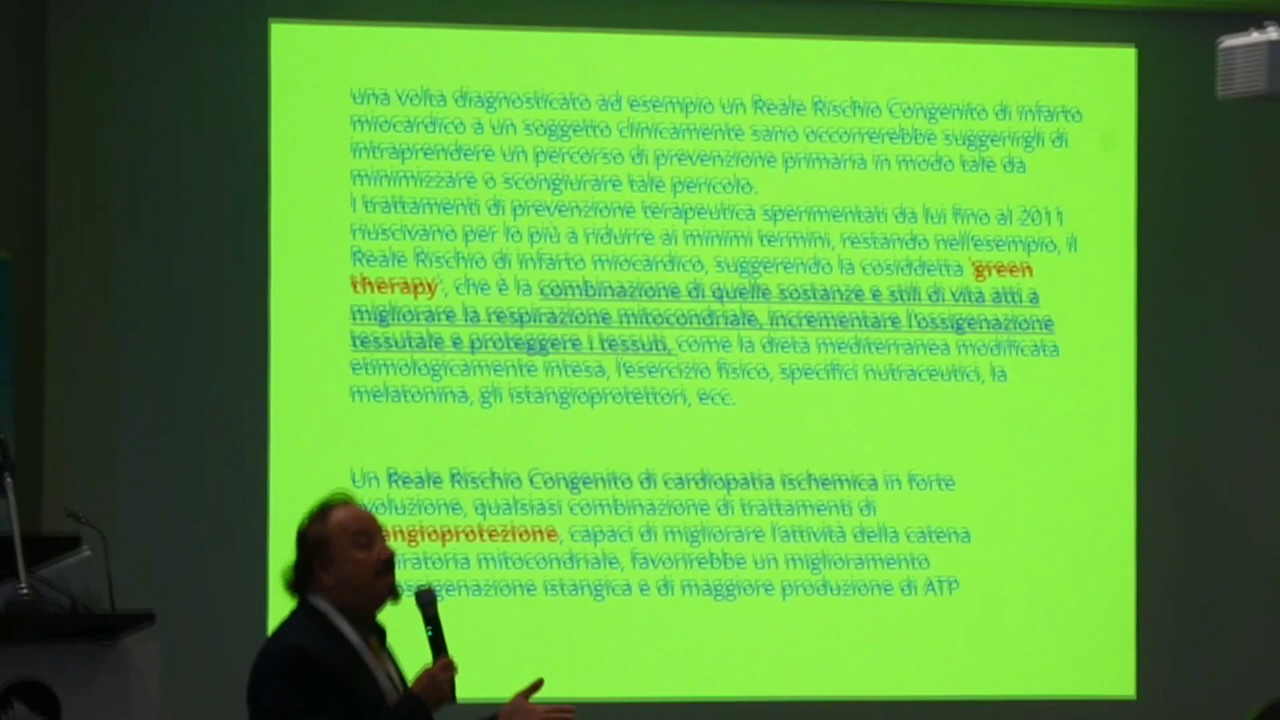 una volta diagnosticato ad esempio un Reale Rischio Congenito di infarto
miocardico a un soggetto clinicamente sano occorrerebbe suggerirgli di
intraprendere un percorso di prevenzione primaria in modo tale da
minimizzare o scongiurare tale pericolo.
I trattamenti di prevenzione terapeutica sperimentati da lui fino al 2011
riuscivano per lo più a ridurre ai minimi termini, restando nell'esempio, il
Reale Rischio di infarto miocardico, suggerendo la cosiddetta 'green
therapy', che è la combinazione di quelle sostanze e stili di vita atti a
migliorare la respirazione mitocondriale, incrementare l'ossigenazione
tessutale e proteggere i tessuti, come la dieta mediterranea modificata
etimologicamente intesa, l'esercizio fisico, specifici nutraceutici, la
melatonina, gli istangioprotettori, ecc.
Un Reale Rischio Congenito di cardiopatia ischemica in forte
voluzione, qualsiasi combinazione di trattamenti di
angioprotezione, capaci di migliorare l'attività della catena
iratoria mitocondriale, favorirebbe un miglioramento
ossigenazione istangica e di maggiore produzione di ATP